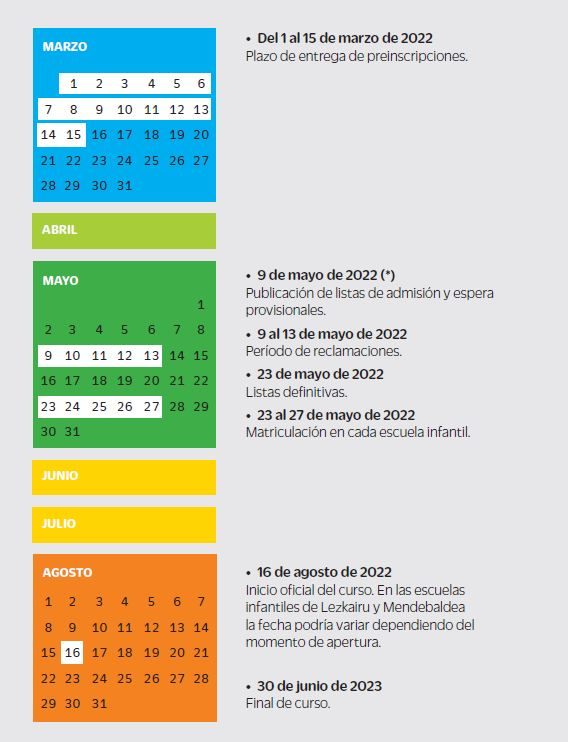 MARZO
1 2 3 4 5 6
7 8 9 10 11 12 13
14 15 16 17 18 19 20
21 22 23 24 25 26 27
28 29 30 31
• Del 1 al 15 de marzo de 2022
Plazo de entrega de preinscripciones.
ABRIL
MAYO
1
2 3 4 5 6 7 8
9 10 11 12 13 14 15
16 17 18 19 20 21 22
23 24 25 26 27 28 29
30 31
• 9 de mayo de 2022 (*)
Publicación de listas de admisión y espera
provisionales.
• 9 al 13 de mayo de 2022
Período de reclamaciones.
• 23 de mayo de 2022
Listas definitivas.
• 23 al 27 de mayo de 2022
Matriculación en cada escuela infantil.
JUNIO
JULIO
AGOSTO
1 2 3 4 5 6 7
8 9 10 11 12 13 14
15 16 17 18 19 20 21
22 23 24 25 26 27 28
29 30 31
• 16 de agosto de 2022
Inicio oficial del curso. En las escuelas
infantiles de Lezkairu y Mendebaldea
la fecha podría variar dependiendo del
momento de apertura.
• 30 de junio de 2023
Final de curso.